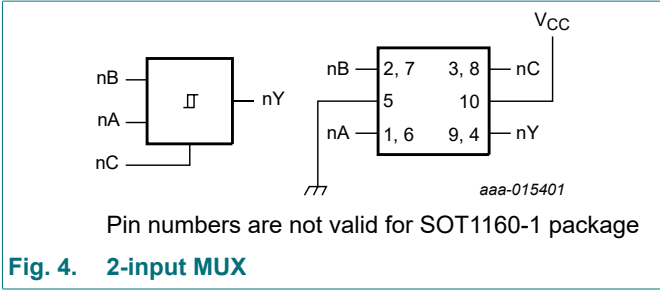 V_CC
nB
nA
nC
nY
nB 2, 7 3, 8 nC
5 10
nA 1, 6 9, 4 nY
aaa-015401
Pin numbers are not valid for SOT1160-1 package
Fig. 4. 2-input MUX